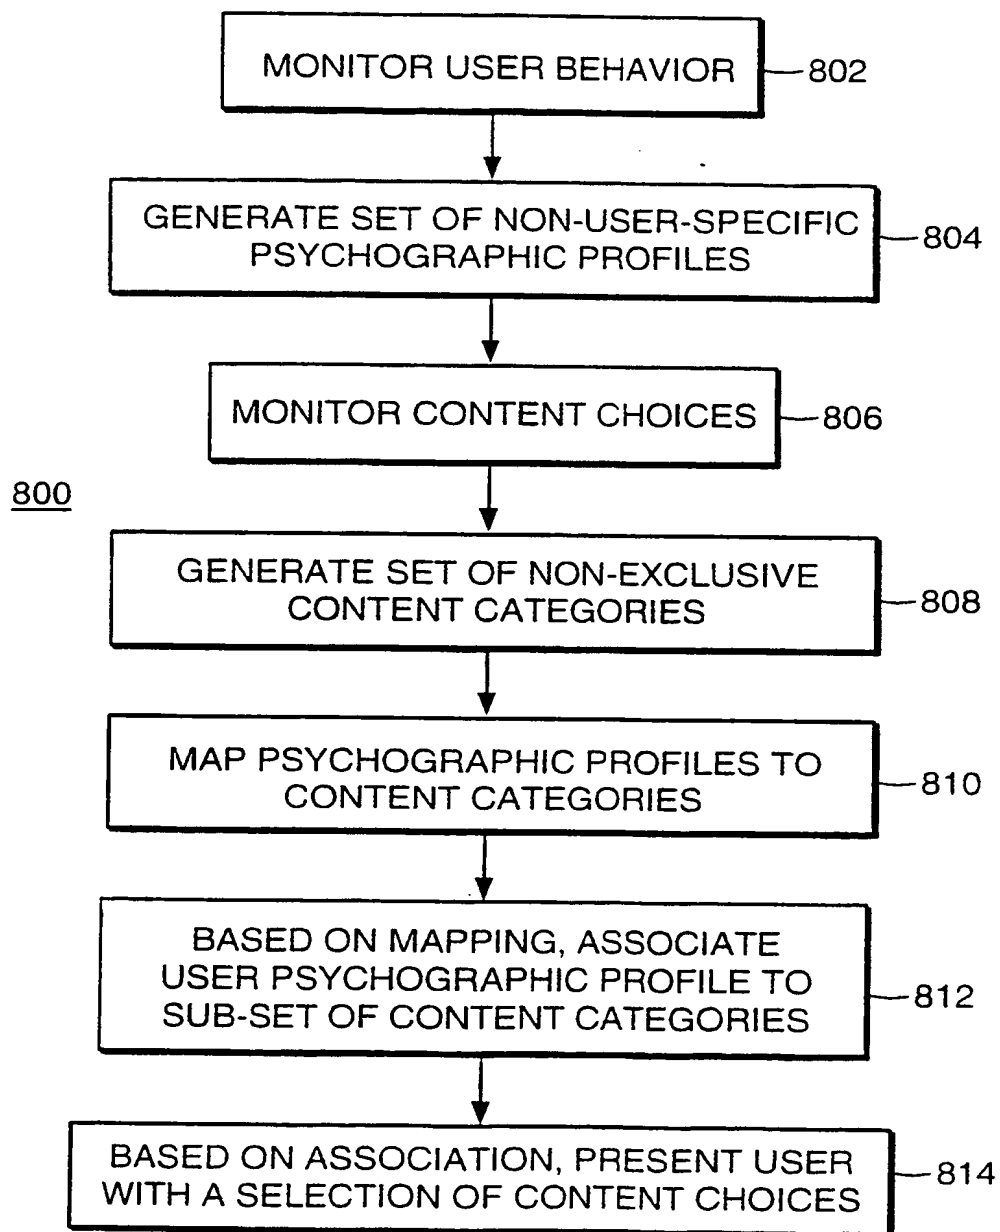 MONITOR USER BEHAVIOR 802
GENERATE SET OF NON-USER-SPECIFIC
PSYCHOGRAPHIC PROFILES 804
MONITOR CONTENT CHOICES 806
800
GENERATE SET OF NON-EXCLUSIVE
CONTENT CATEGORIES 808
MAP PSYCHOGRAPHIC PROFILES TO
CONTENT CATEGORIES 810
BASED ON MAPPING, ASSOCIATE
USER PSYCHOGRAPHIC PROFILE TO
SUB-SET OF CONTENT CATEGORIES 812
BASED ON ASSOCIATION, PRESENT USER
WITH A SELECTION OF CONTENT CHOICES 814